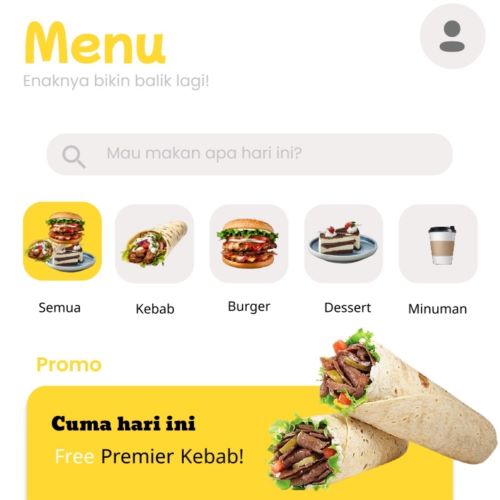 Menu
Enaknya bikin balik lagi!
Mau makan apa hari ini?
Semua
Kebab
Burger
Dessert
Minuman
Promo
Cuma hari ini
Free Premier Kebab!